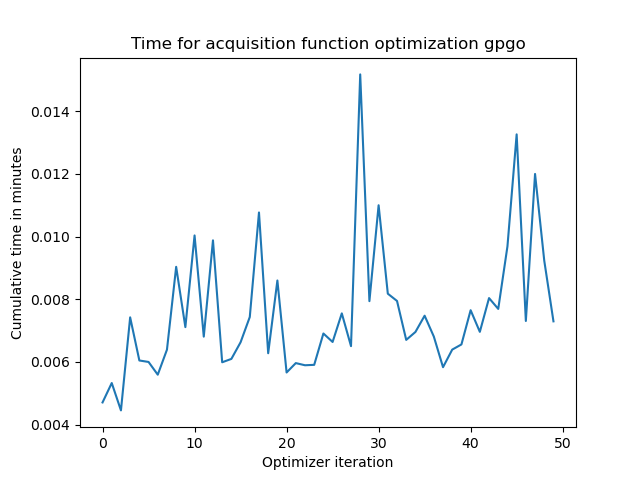 Time for acquisition function optimization gpgo
Cumulative time in minutes
0.014
0.012
0.010
0.008
0.006
0.004
0 10 20 30 40 50
Optimizer iteration